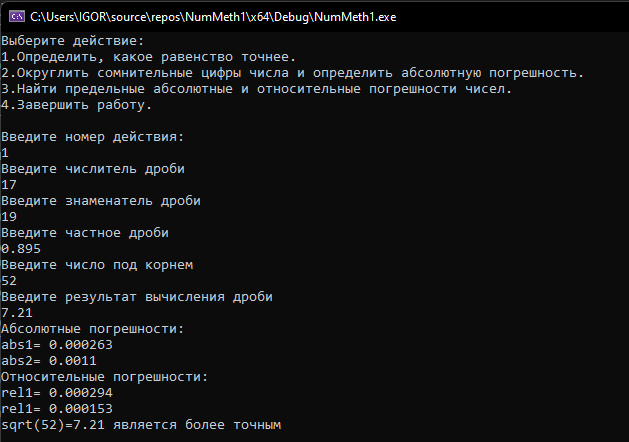 C:\Users\IGOR\source\repos\NumMeth1\x64\Debug\NumMeth1.exe
Выберите действие:
1.Определить, какое равенство точнее.
2.Округлить сомнительные цифры числа и определить абсолютную погрешность.
3.Найти предельные абсолютные и относительные погрешности чисел.
4.Завершить работу.
Введите номер действия:
1
Введите числитель дроби
17
Введите знаменатель дроби
19
Введите частное дроби
0.895
Введите число под корнем
52
Введите результат вычисления дроби
7.21
Абсолютные погрешности:
abs1= 0.000263
abs2= 0.0011
Относительные погрешности:
rel1= 0.000294
rel1= 0.000153
sqrt(52)=7.21 является более точным